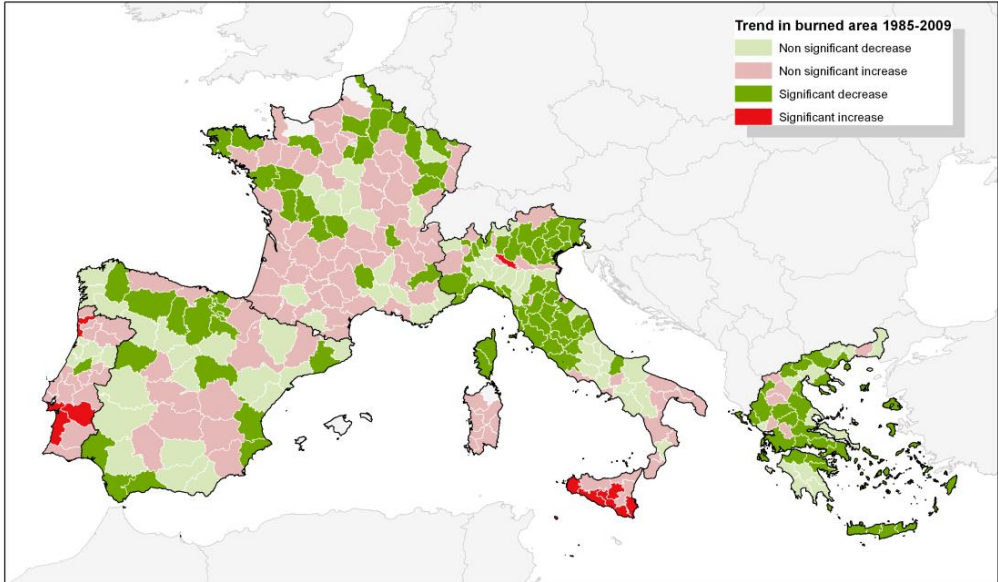 Trend in burned area 1985-2009
Non significant decrease
Non significant increase
Significant decrease
Significant increase